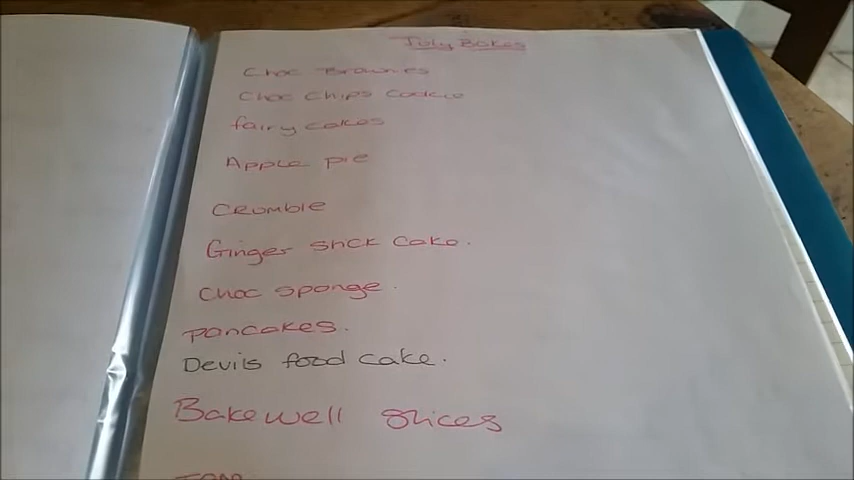 July Bakes
Choc Brownies
Choc Chips Cookie
fairy cakes
Apple pie
Crumble
Ginger stick cake.
Choc sponge.
pancakes.
Devils food cake.
Bakewell slices